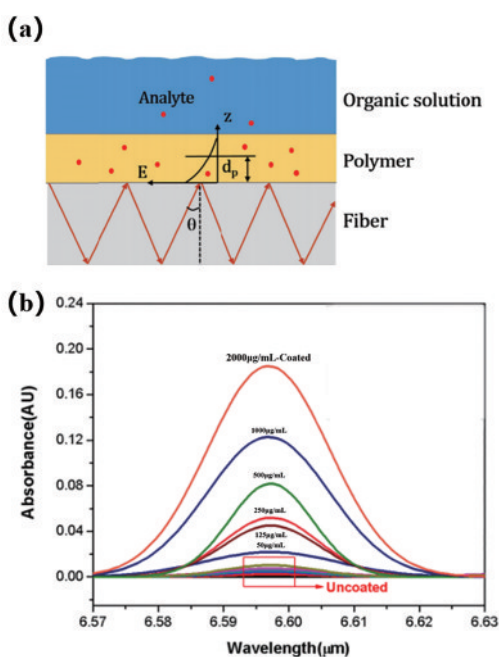 (a)
Analyte
z
Organic solution
E
d_p
Polymer
θ
Fiber
(b)
0.24
0.20
0.16
0.12
0.08
0.04
0.00
Absorbance(AU)
2000μg/mL-Coated
1000μg/mL
500μg/mL
250μg/mL
125μg/mL
50μg/mL
Uncoated
6.57 6.58 6.59 6.60 6.61 6.62 6.63
Wavelength(μm)